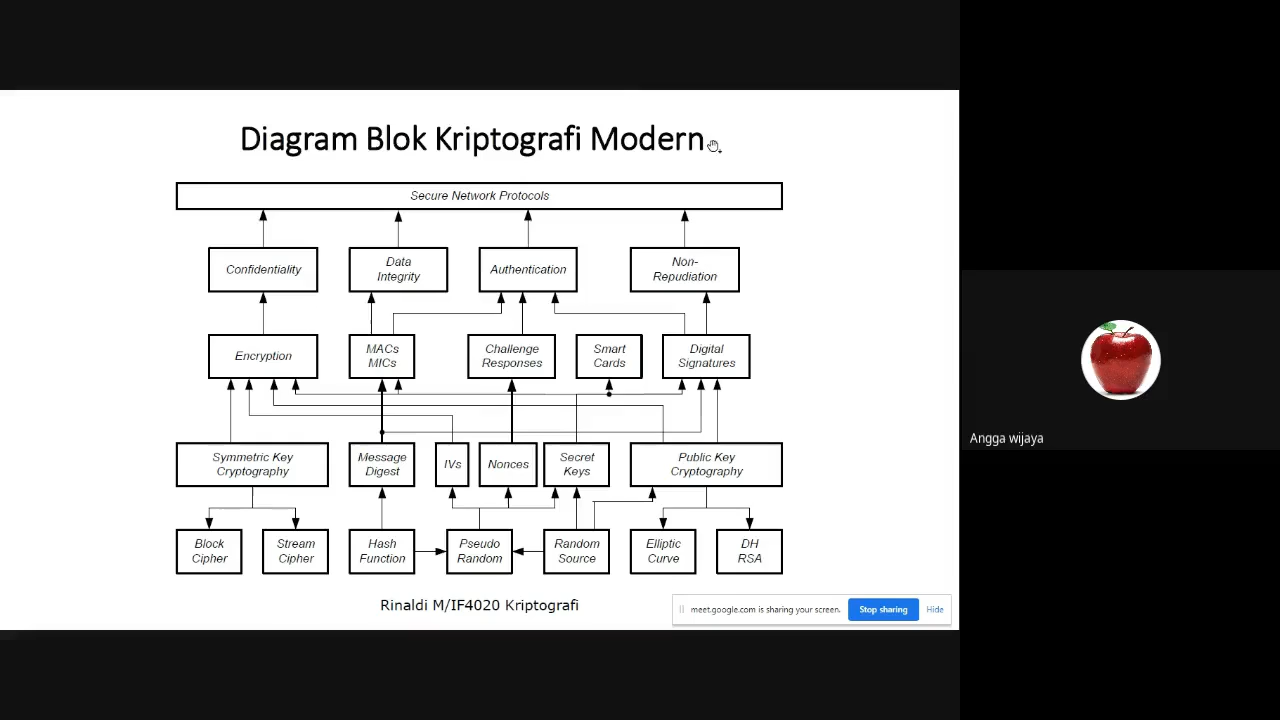 Diagram Blok Kriptografi Modern
Secure Network Protocols
Confidentiality
Data
Integrity
Authentication
Non-
Repudiation
Encryption
MACs
MICs
Challenge
Responses
Smart
Cards
Digital
Signatures
Symmetric Key
Cryptography
Message
Digest
IVs
Nonces
Secret
Keys
Public Key
Cryptography
Block
Cipher
Stream
Cipher
Hash
Function
Pseudo
Random
Random
Source
Elliptic
Curve
DH
RSA
Rinaldi M/IF4020 Kriptografi
meet.google.com is sharing your screen.
Stop sharing
Hide
Angga wijaya